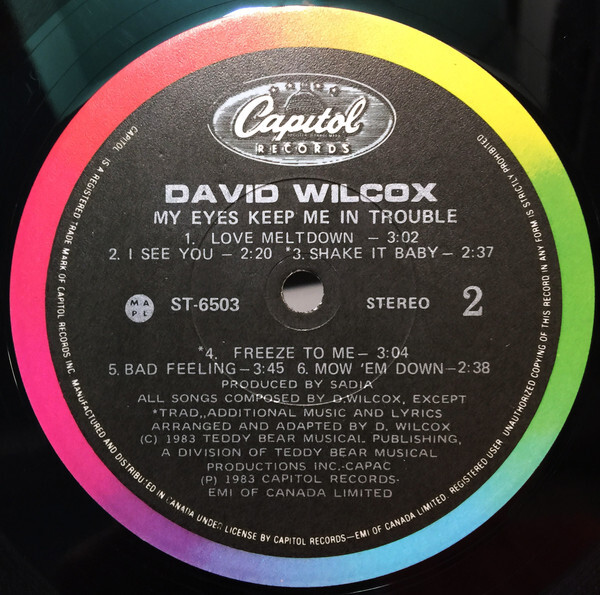 Capitol
RECORDS
DAVID WILCOX
MY EYES KEEP ME IN TROUBLE
1. LOVE MELTDOWN – 3:02
2. I SEE YOU – 2:20 *3. SHAKE IT BABY – 2:37
MAPL ST-6503 STEREO 2
*4. FREEZE TO ME – 3:04
5. BAD FEELING – 3:45 6. MOW 'EM DOWN – 2:38
PRODUCED BY SADIA
ALL SONGS COMPOSED BY D. WILCOX, EXCEPT
*TRAD,, ADDITIONAL MUSIC AND LYRICS
ARRANGED AND ADAPTED BY D. WILCOX
(C) 1983 TEDDY BEAR MUSICAL PUBLISHING,
A DIVISION OF TEDDY BEAR MUSICAL
PRODUCTIONS INC.-CAPAC
(P) 1983 CAPITOL RECORDS-
EMI OF CANADA LIMITED
CAPITOL IS A REGISTERED TRADE MARK OF CAPITOL RECORDS INC. MANUFACTURED AND DISTRIBUTED IN CANADA UNDER LICENSE BY CAPITOL RECORDS—EMI OF CANADA LIMITED, REGISTERED USER. UNAUTHORIZED COPYING OF THIS RECORD IN ANY FORM IS STRICTLY PROHIBITED